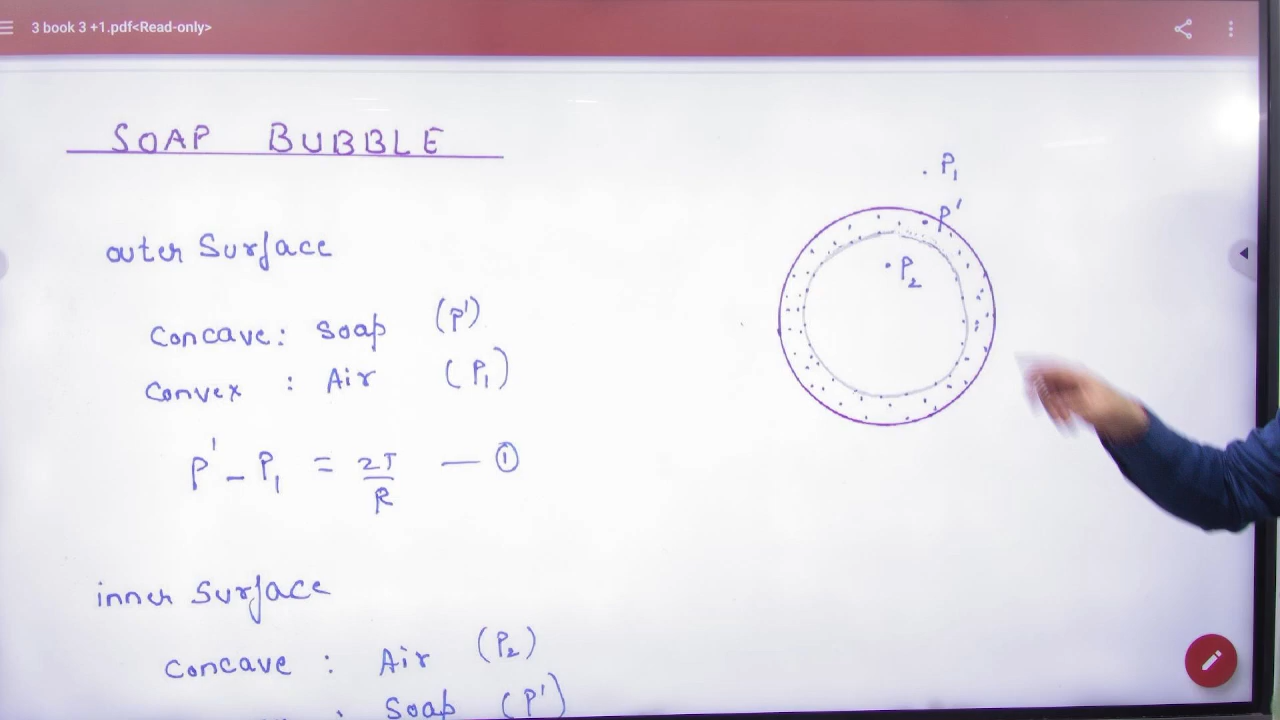 3 book 3 +1.pdf<Read-only>
SOAP BUBBLE
outer Surface
Concave: Soap (P')
Convex : Air (P₁)
P' - P₁ = 2T/R — ①
inner Surface
Concave : Air (P₂)
: Soap (P')
. P₁
. P'
. P₂